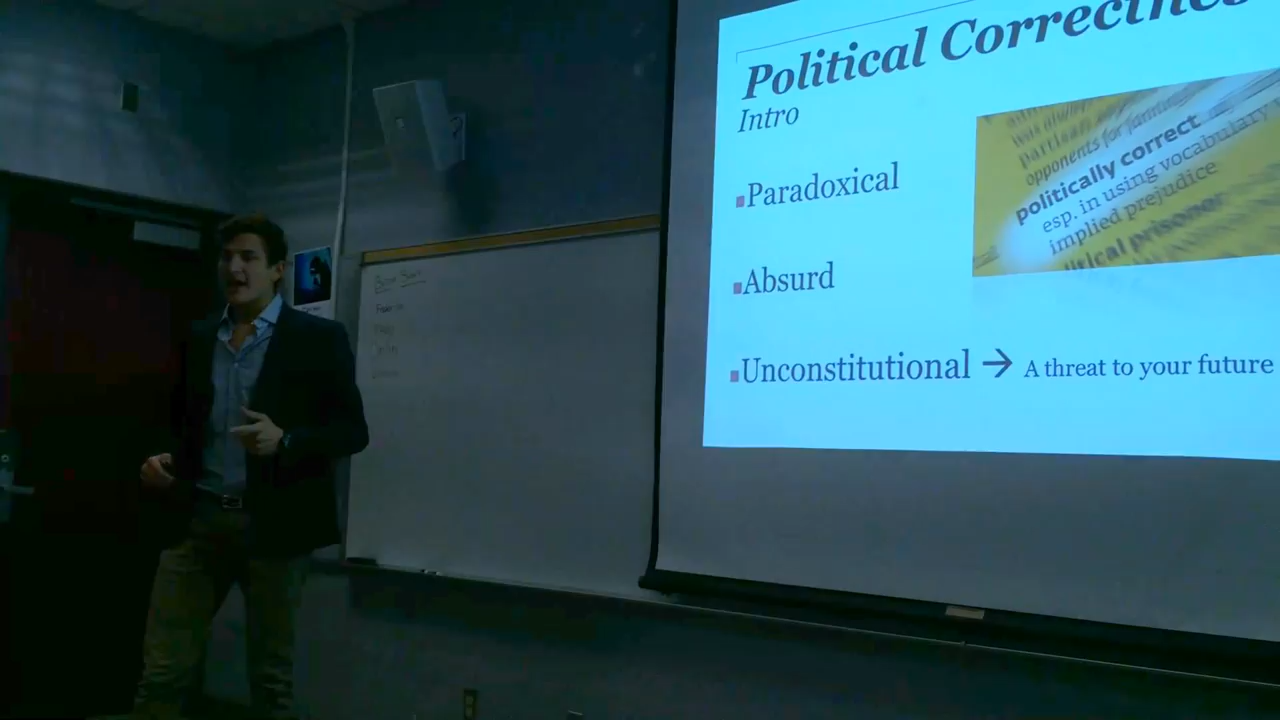 Political Correctnes
Intro
Paradoxical
Absurd
Unconstitutional → A threat to your future
opponents for
politically correct
esp. in using vocabulary
implied prejudice
prisoner